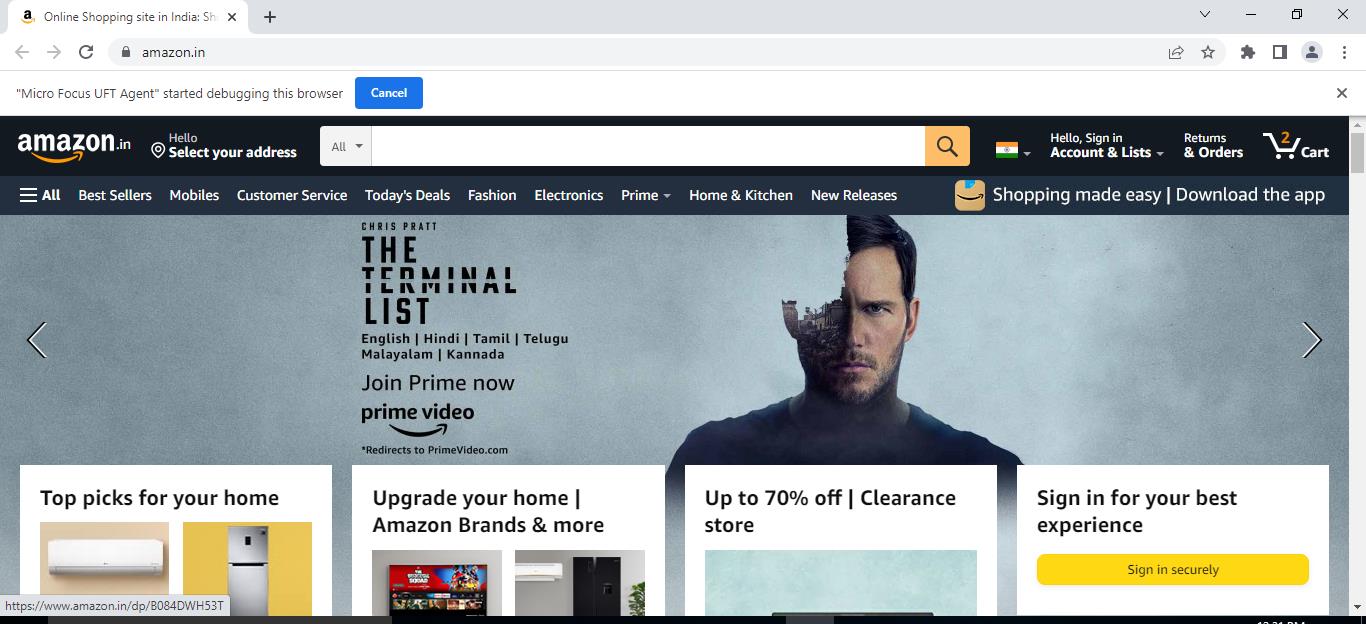 Online Shopping site in India: Sh
amazon.in
"Micro Focus UFT Agent" started debugging this browser
Cancel
amazon.in
Hello
Select your address
All
Hello, Sign in
Account & Lists
Returns
& Orders
2
Cart
All
Best Sellers
Mobiles
Customer Service
Today's Deals
Fashion
Electronics
Prime
Home & Kitchen
New Releases
Shopping made easy | Download the app
CHRIS PRATT
THE
TERMINAL
LIST
English | Hindi | Tamil | Telugu
Malayalam | Kannada
Join Prime now
prime video
*Redirects to PrimeVideo.com
Top picks for your home
Upgrade your home |
Amazon Brands & more
Up to 70% off | Clearance
store
Sign in for your best
experience
Sign in securely
https://www.amazon.in/dp/B084DWH53T